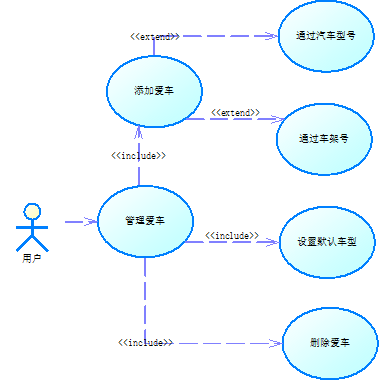 <<extend>>
通过汽车型号
添加爱车
<<extend>>
通过车架号
<<include>>
管理爱车
用户
<<include>>
设置默认车型
<<include>>
删除爱车